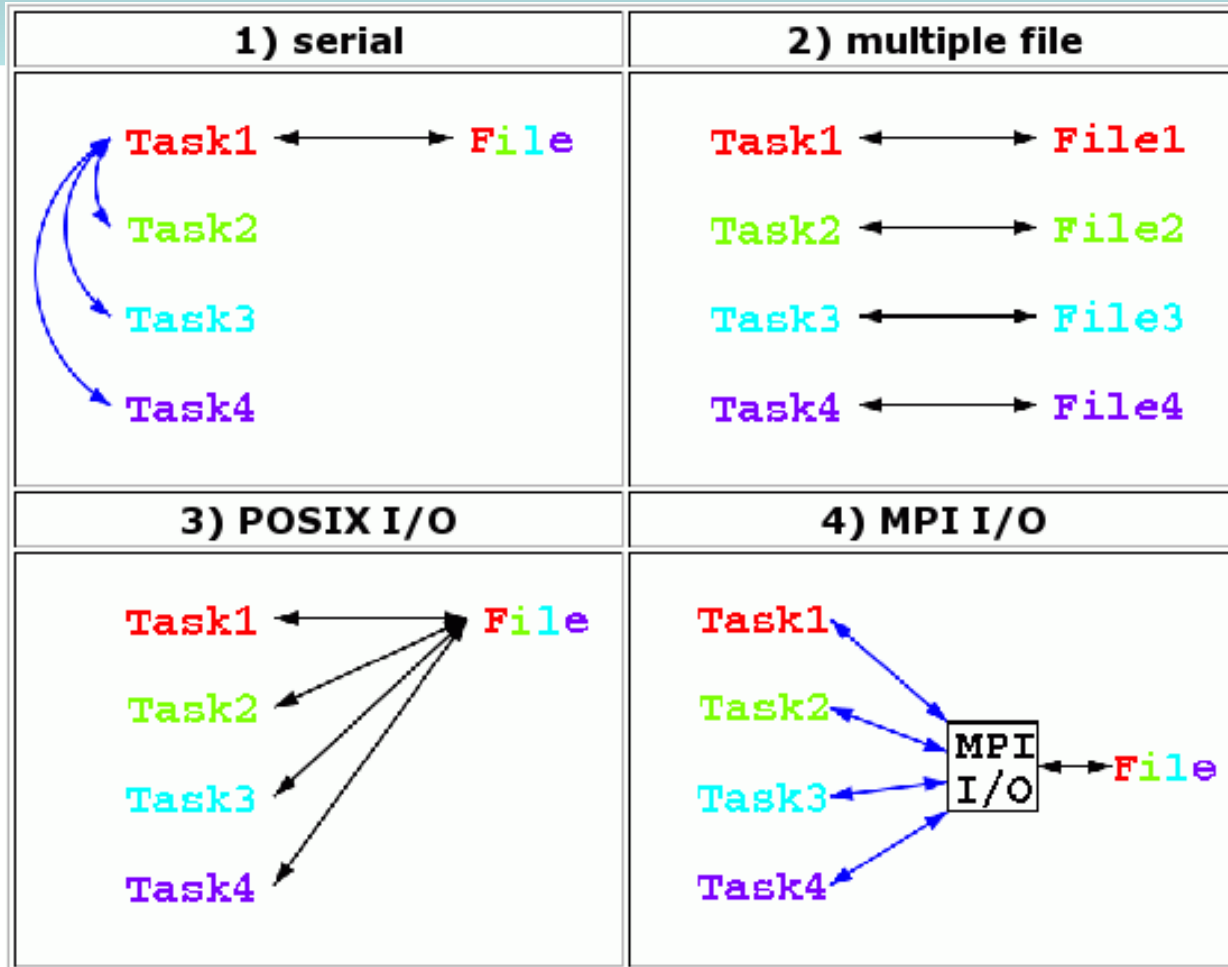 1) serial
Task1 File
Task2
Task3
Task4
2) multiple file
Task1 File1
Task2 File2
Task3 File3
Task4 File4
3) POSIX I/O
Task1 File
Task2
Task3
Task4
4) MPI I/O
Task1
Task2
MPI
I/O
File
Task3
Task4